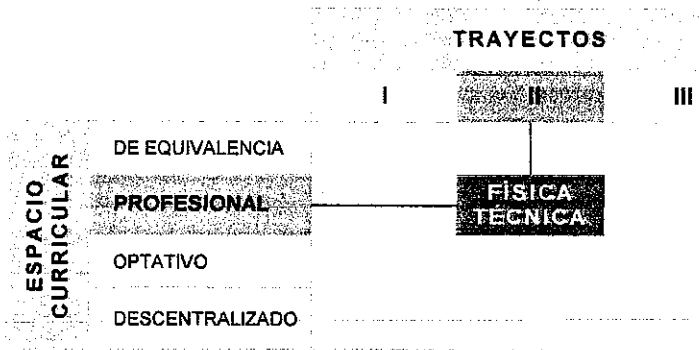 TRAYECTOS
I II III
ESPACIO
CURRICULAR
DE EQUIVALENCIA
PROFESIONAL
FÍSICA
TÉCNICA
OPTATIVO
DESCENTRALIZADO